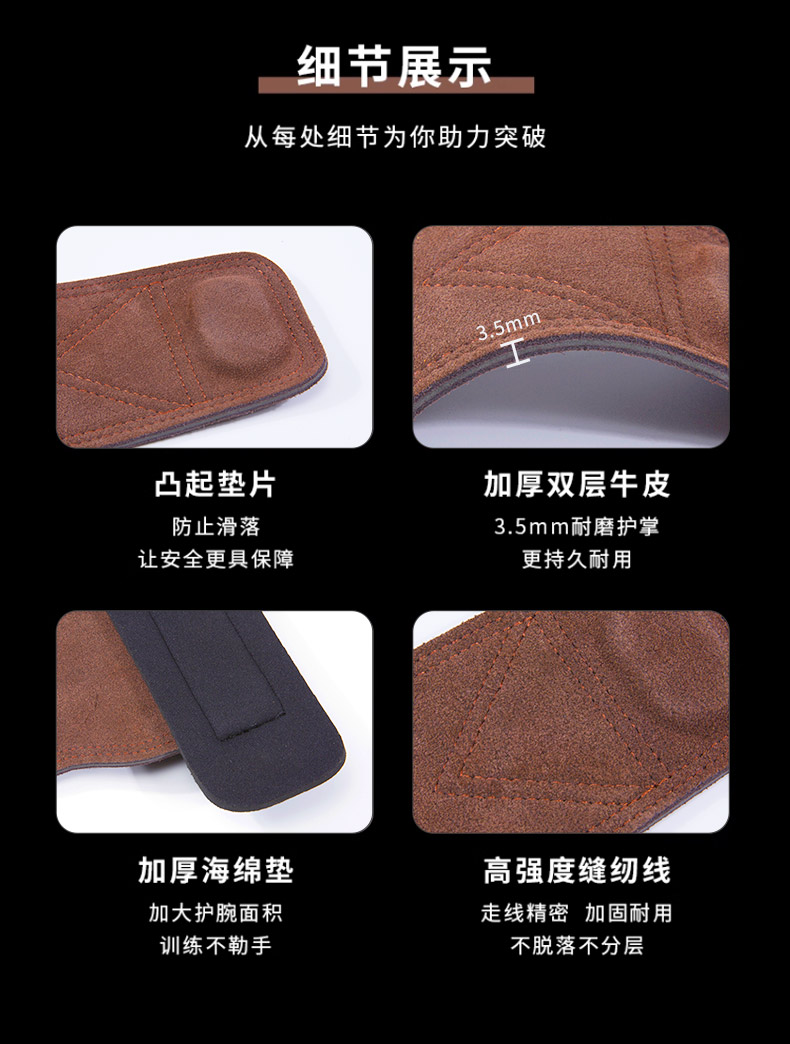 细节展示
从每处细节为你助力突破
3.5mm
凸起垫片
防止滑落
让安全更具保障
加厚双层牛皮
3.5mm耐磨护掌
更持久耐用
加厚海绵垫
加大护腕面积
训练不勒手
高强度缝纫线
走线精密 加固耐用
不脱落不分层